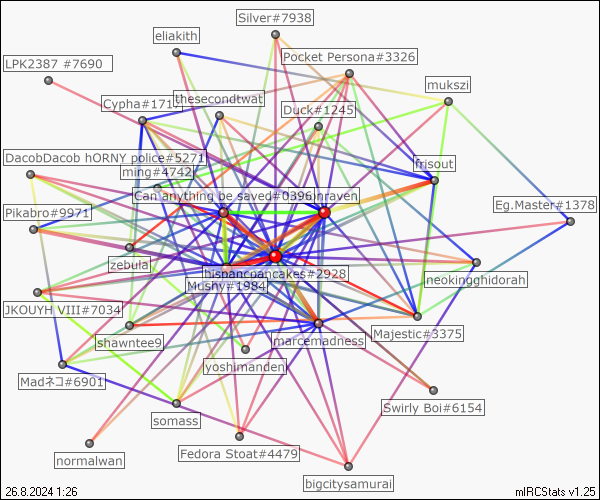 Silver#7938
eliakith
Pocket Persona#3326
LPK2387 #7690
mukszi
thesecondtwat
Cypha#171
Duck#1245
DacobDacob hORNY police#5271
frisout
ming#4742
Can anything be saved#0396
inraven
Eg.Master#1378
Pikabro#9971
zebula
hispanicpancakes#2928
neokingghidorah
Mushy#1984
JKOUYH VIII#7034
Majestic#3375
shawntee9
marcemadness
yoshimanden
Madネコ#6901
Swirly Boi#6154
somass
Fedora Stoat#4479
normalwan
bigcitysamurai
26.8.2024 1:26
mIRCStats v1.25